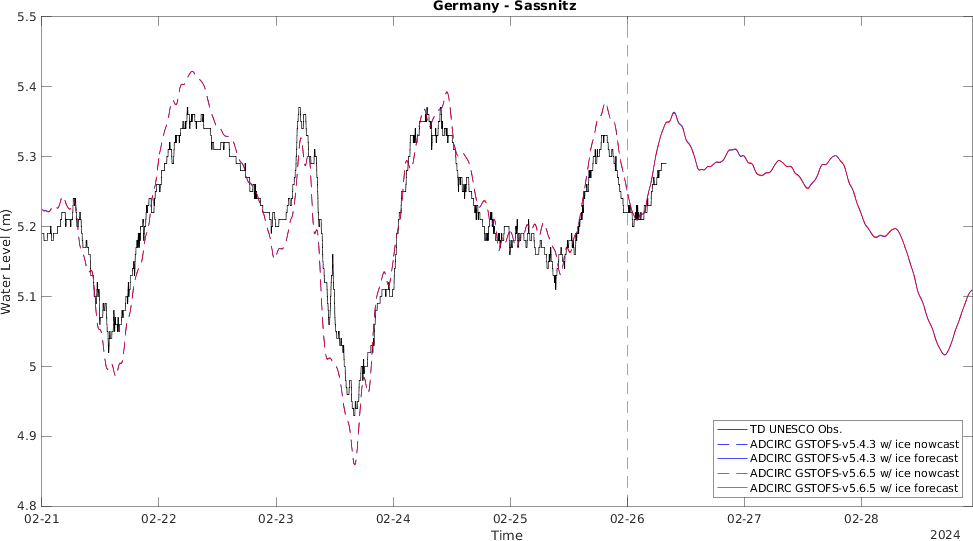 Germany - Sassnitz
5.5
5.4
5.3
5.2
5.1
5
4.9
4.8
Water Level (m)
02-21
02-22
02-23
02-24
02-25
02-26
02-27
02-28
Time
2024
TD UNESCO Obs.
ADCIRC GSTOFS-v5.4.3 w/ ice nowcast
ADCIRC GSTOFS-v5.4.3 w/ ice forecast
ADCIRC GSTOFS-v5.6.5 w/ ice nowcast
ADCIRC GSTOFS-v5.6.5 w/ ice forecast